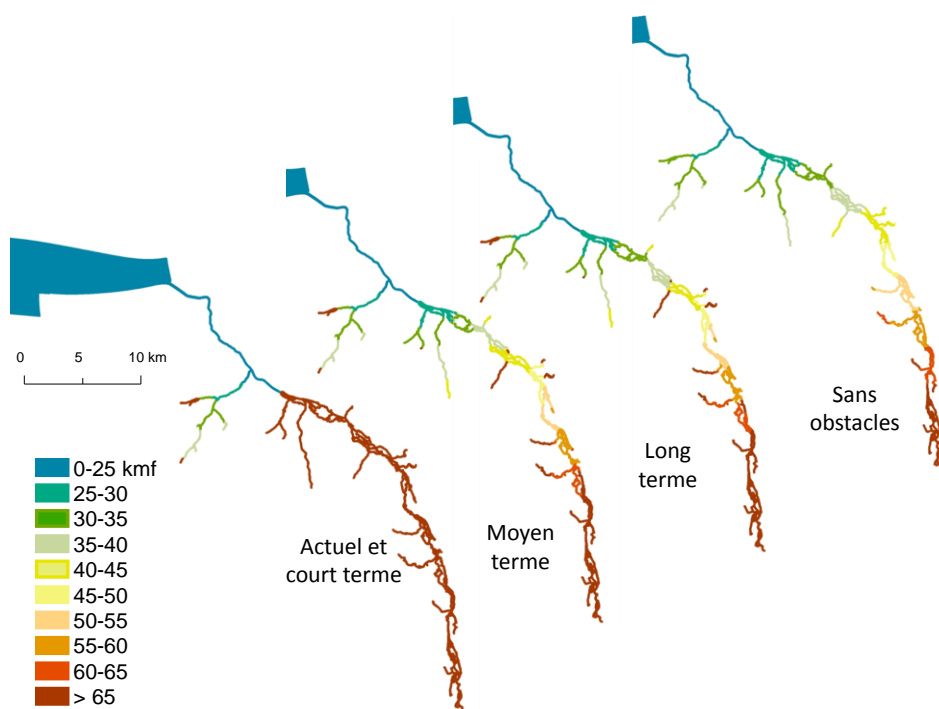 0 5 10 km
0-25 kmf
25-30
30-35
35-40
40-45
45-50
50-55
55-60
60-65
> 65
Actuel et
court terme
Moyen
terme
Long
terme
Sans
obstacles